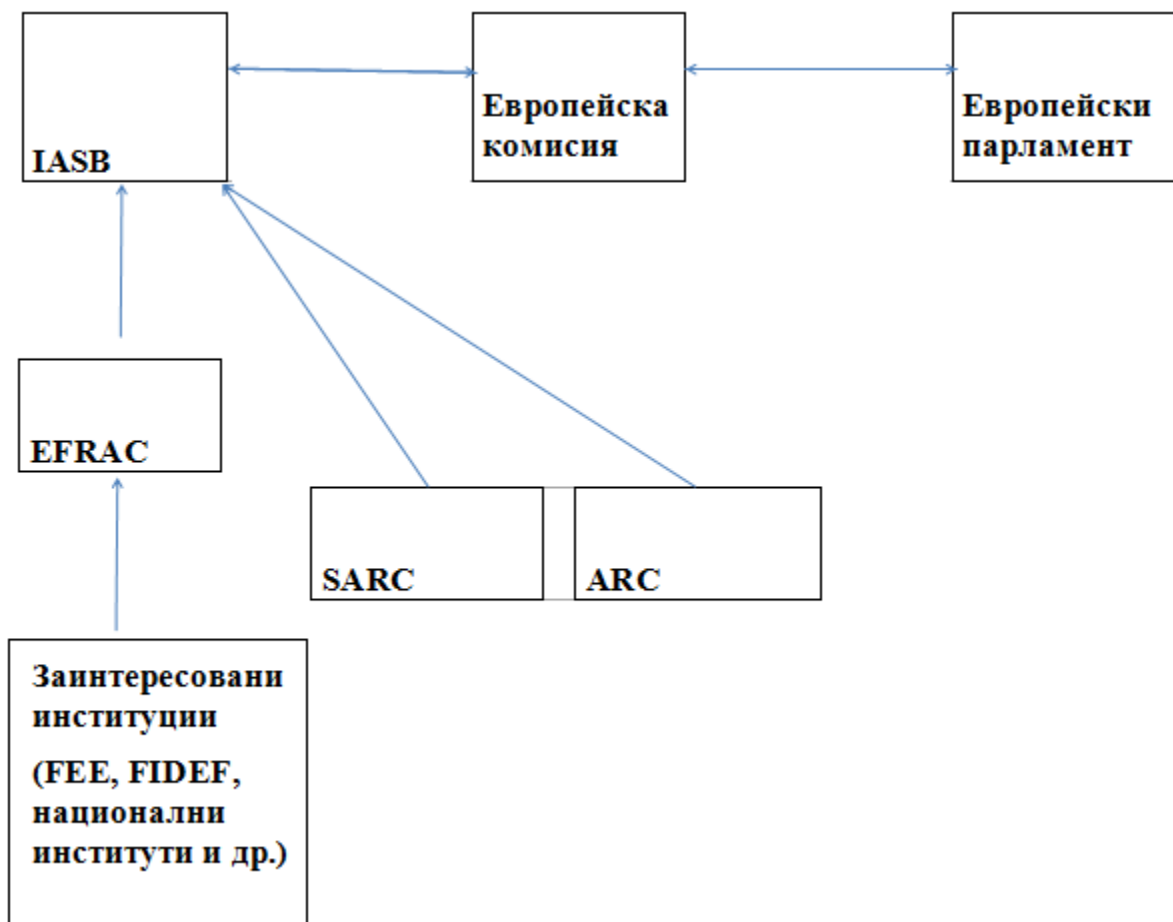 IASB
Европейска
комисия
Европейски
парламент
EFRAC
SARC
ARC
Заинтересовани
институции
(FEE, FIDEF,
национални
институти и др.)